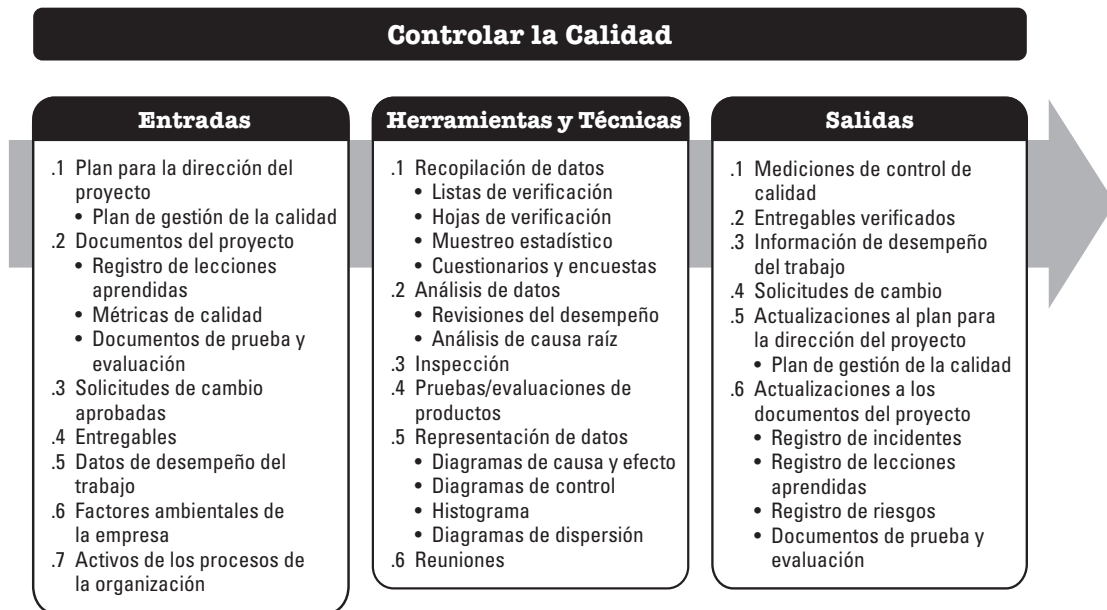 Controlar la Calidad
Entradas
.1 Plan para la dirección del
proyecto
• Plan de gestión de la calidad
.2 Documentos del proyecto
• Registro de lecciones
aprendidas
• Métricas de calidad
• Documentos de prueba y
evaluación
.3 Solicitudes de cambio
aprobadas
.4 Entregables
.5 Datos de desempeño del
trabajo
.6 Factores ambientales de
la empresa
.7 Activos de los procesos de
la organización
Herramientas y Técnicas
.1 Recopilación de datos
• Listas de verificación
• Hojas de verificación
• Muestreo estadístico
• Cuestionarios y encuestas
.2 Análisis de datos
• Revisiones del desempeño
• Análisis de causa raíz
.3 Inspección
.4 Pruebas/evaluaciones de
productos
.5 Representación de datos
• Diagramas de causa y efecto
• Diagramas de control
• Histograma
• Diagramas de dispersión
.6 Reuniones
Salidas
.1 Mediciones de control de
calidad
.2 Entregables verificados
.3 Información de desempeño
del trabajo
.4 Solicitudes de cambio
.5 Actualizaciones al plan para
la dirección del proyecto
• Plan de gestión de la calidad
.6 Actualizaciones a los
documentos del proyecto
• Registro de incidentes
• Registro de lecciones
aprendidas
• Registro de riesgos
• Documentos de prueba y
evaluación